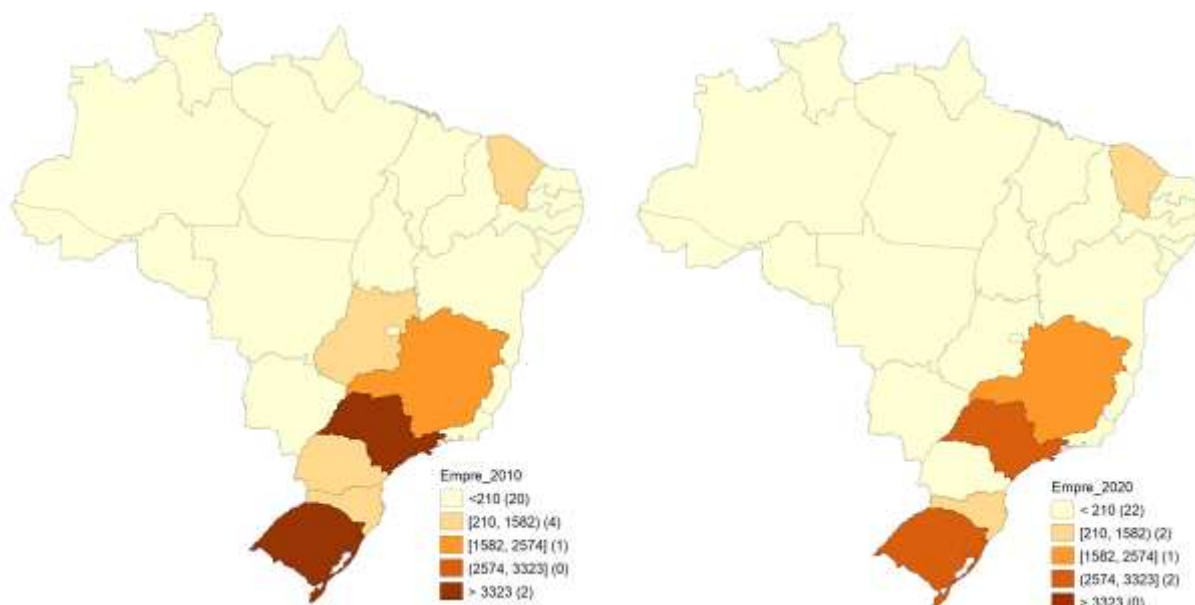 Empre_2010
<210 (20)
[210, 1582) (4)
[1582, 2574] (1)
(2574, 3323] (0)
> 3323 (2)
Empre_2020
< 210 (22)
[210, 1582) (2)
[1582, 2574] (1)
(2574, 3323] (2)
> 3323 (0)